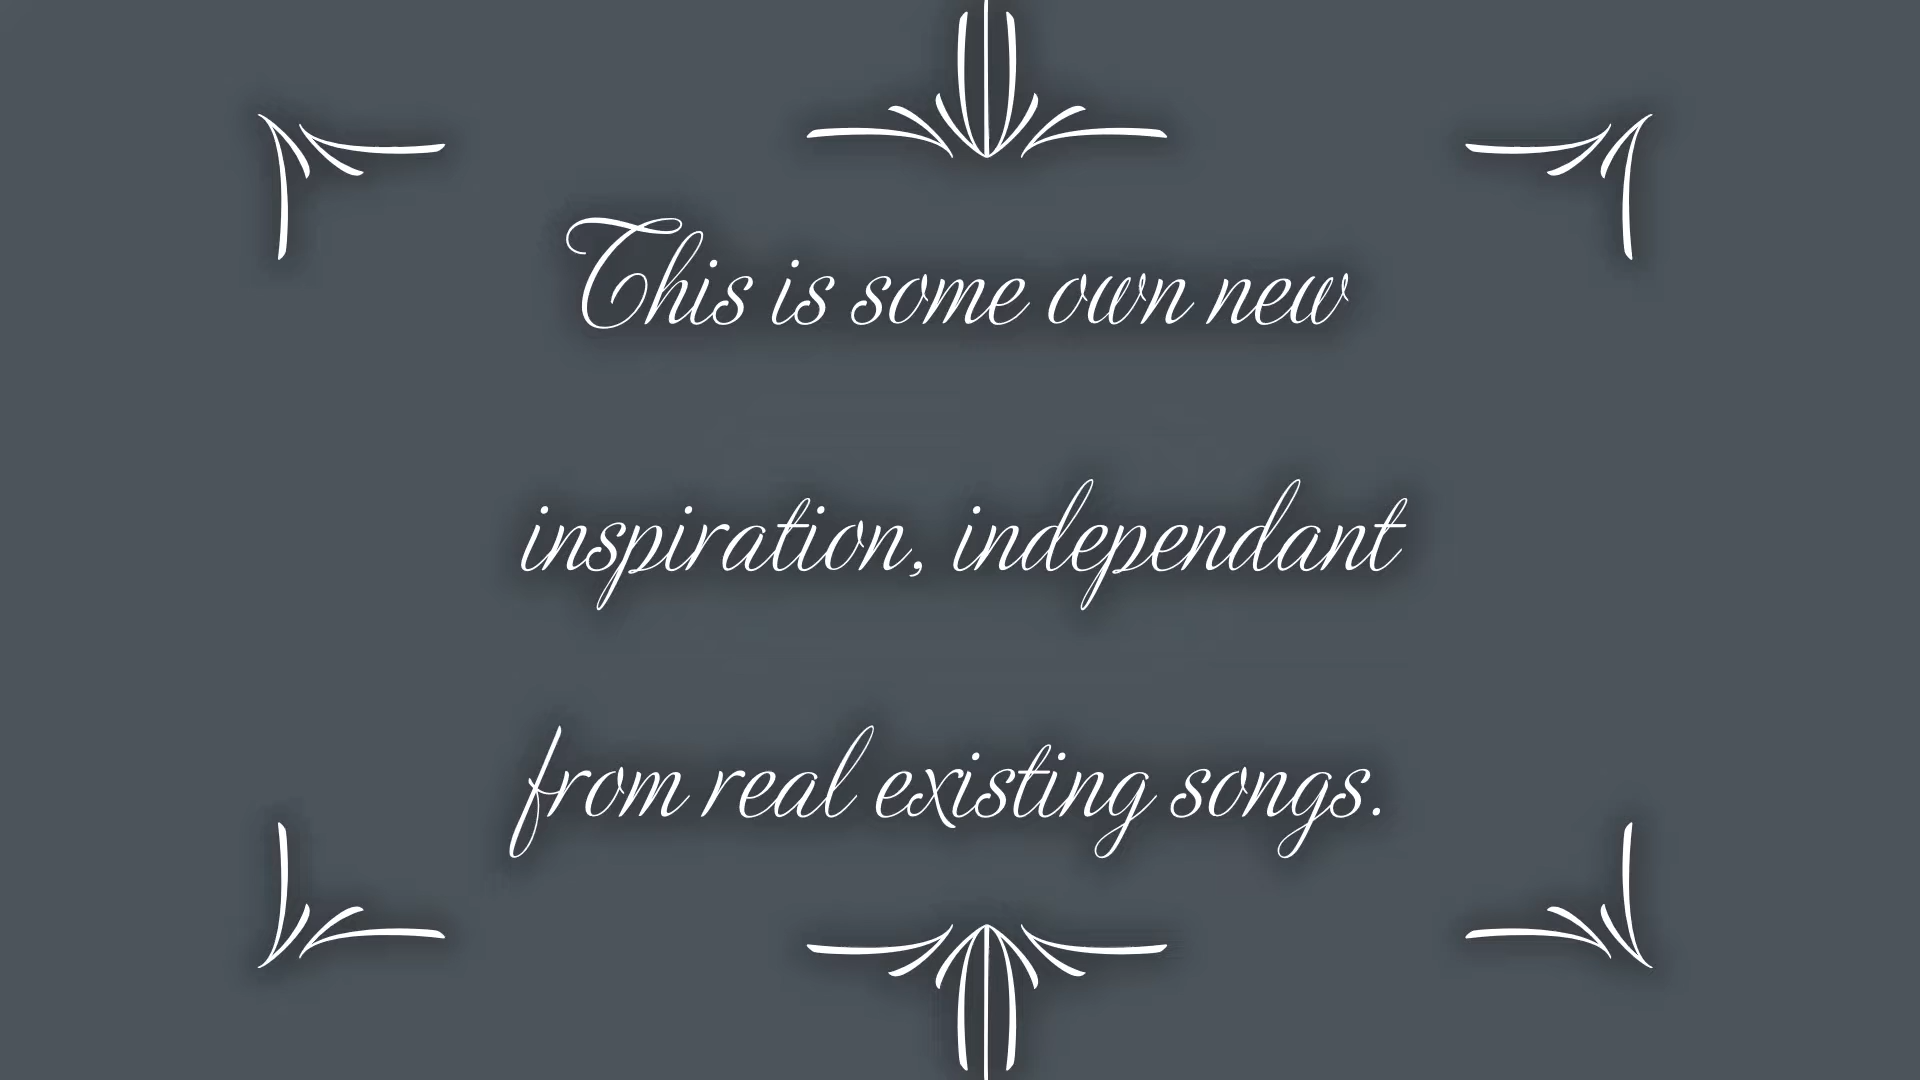 This is some own new
inspiration, independant
from real existing songs.